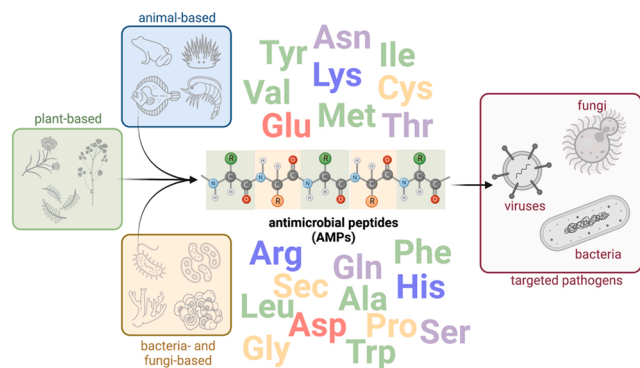 animal-based
plant-based
bacteria- and
fungi-based
Tyr Asn Ile
Val Lys Cys
Glu Met Thr
R H O R H O R
N C C N C C N C C N C C N C C
H H R O H H R O
antimicrobial peptides
(AMPs)
Arg Gln Phe
Sec Ala His
Leu Asp Pro Ser
Gly Trp
fungi
viruses
bacteria
targeted pathogens